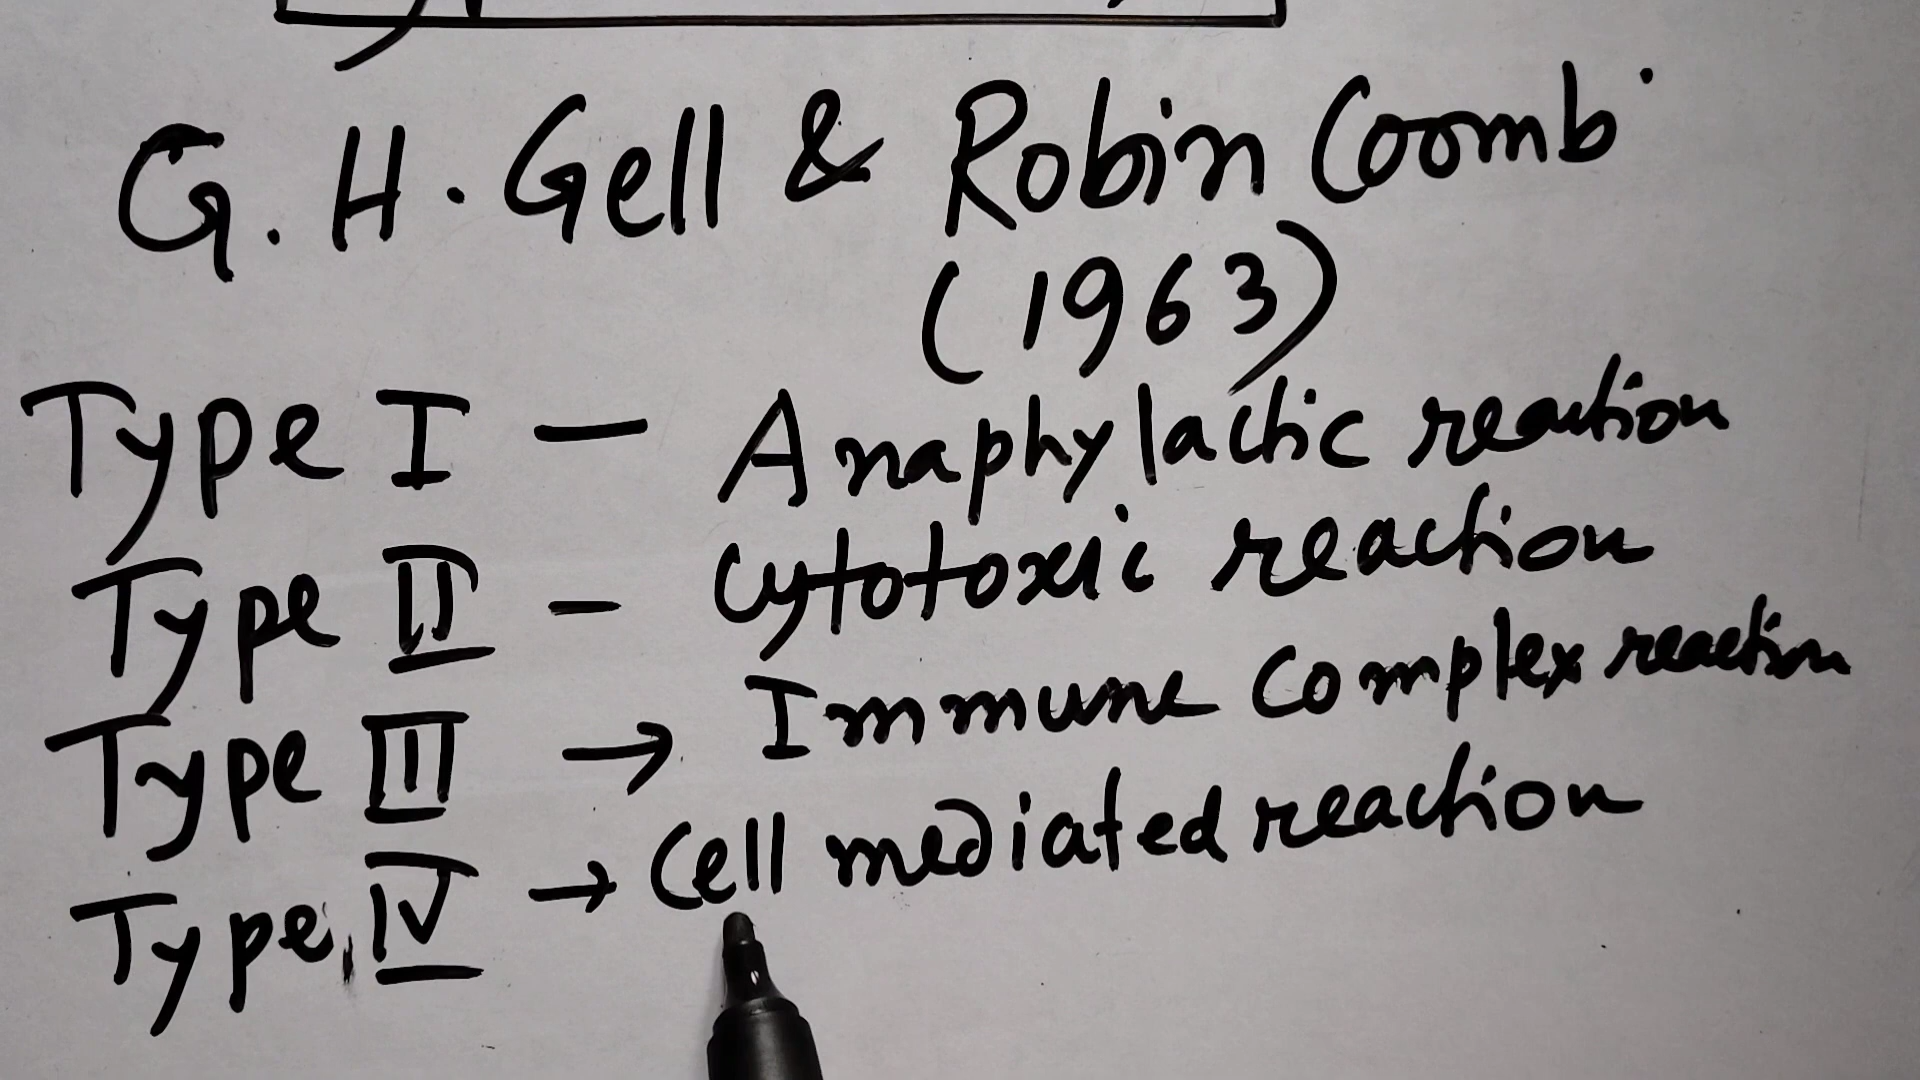 G. H. Gell & Robin Coomb
(1963)
Type I — Anaphylactic reaction
Type II - Cytotoxic reaction
Type III → Immune complex reaction
Type IV → Cell mediated reaction